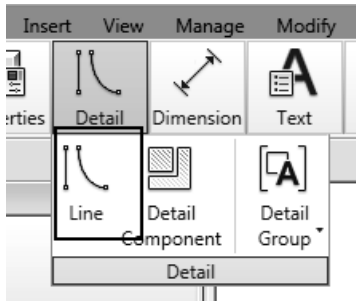 Insert View Manage Modify
erties Detail Dimension Text
Line Detail Component Detail Group
Detail